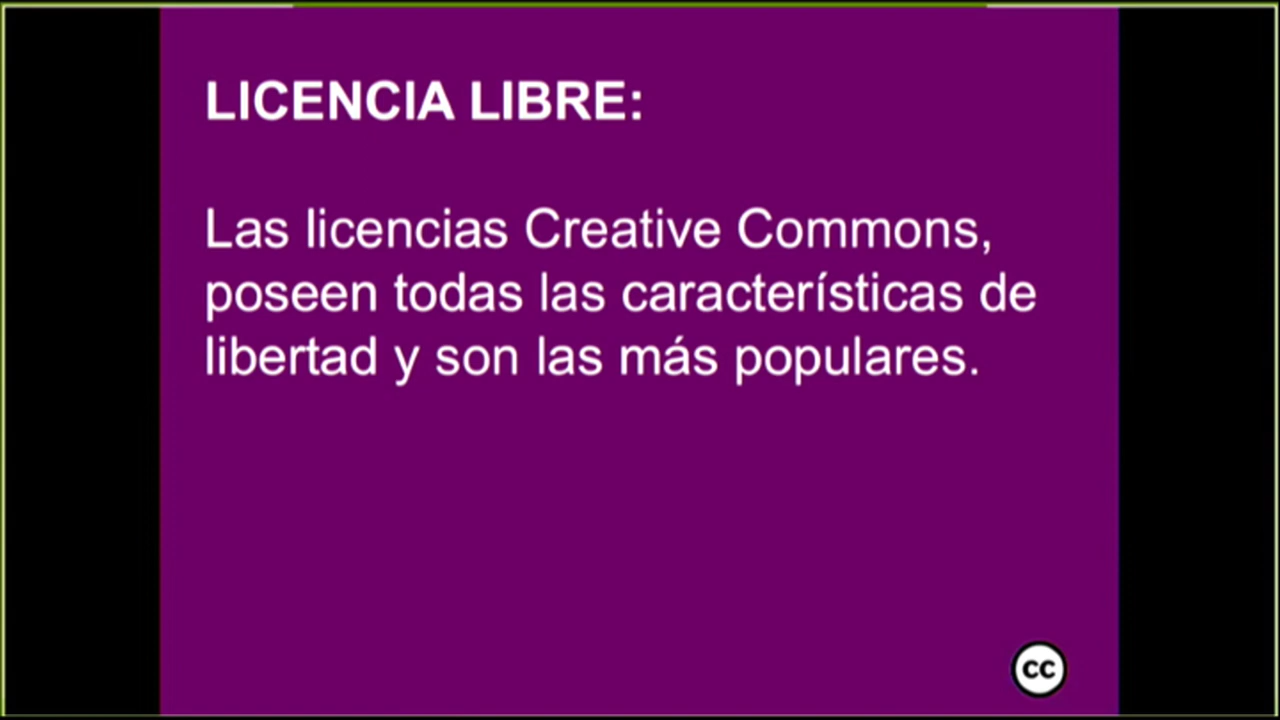 LICENCIA LIBRE:
Las licencias Creative Commons,
poseen todas las características de
libertad y son las más populares.
cc